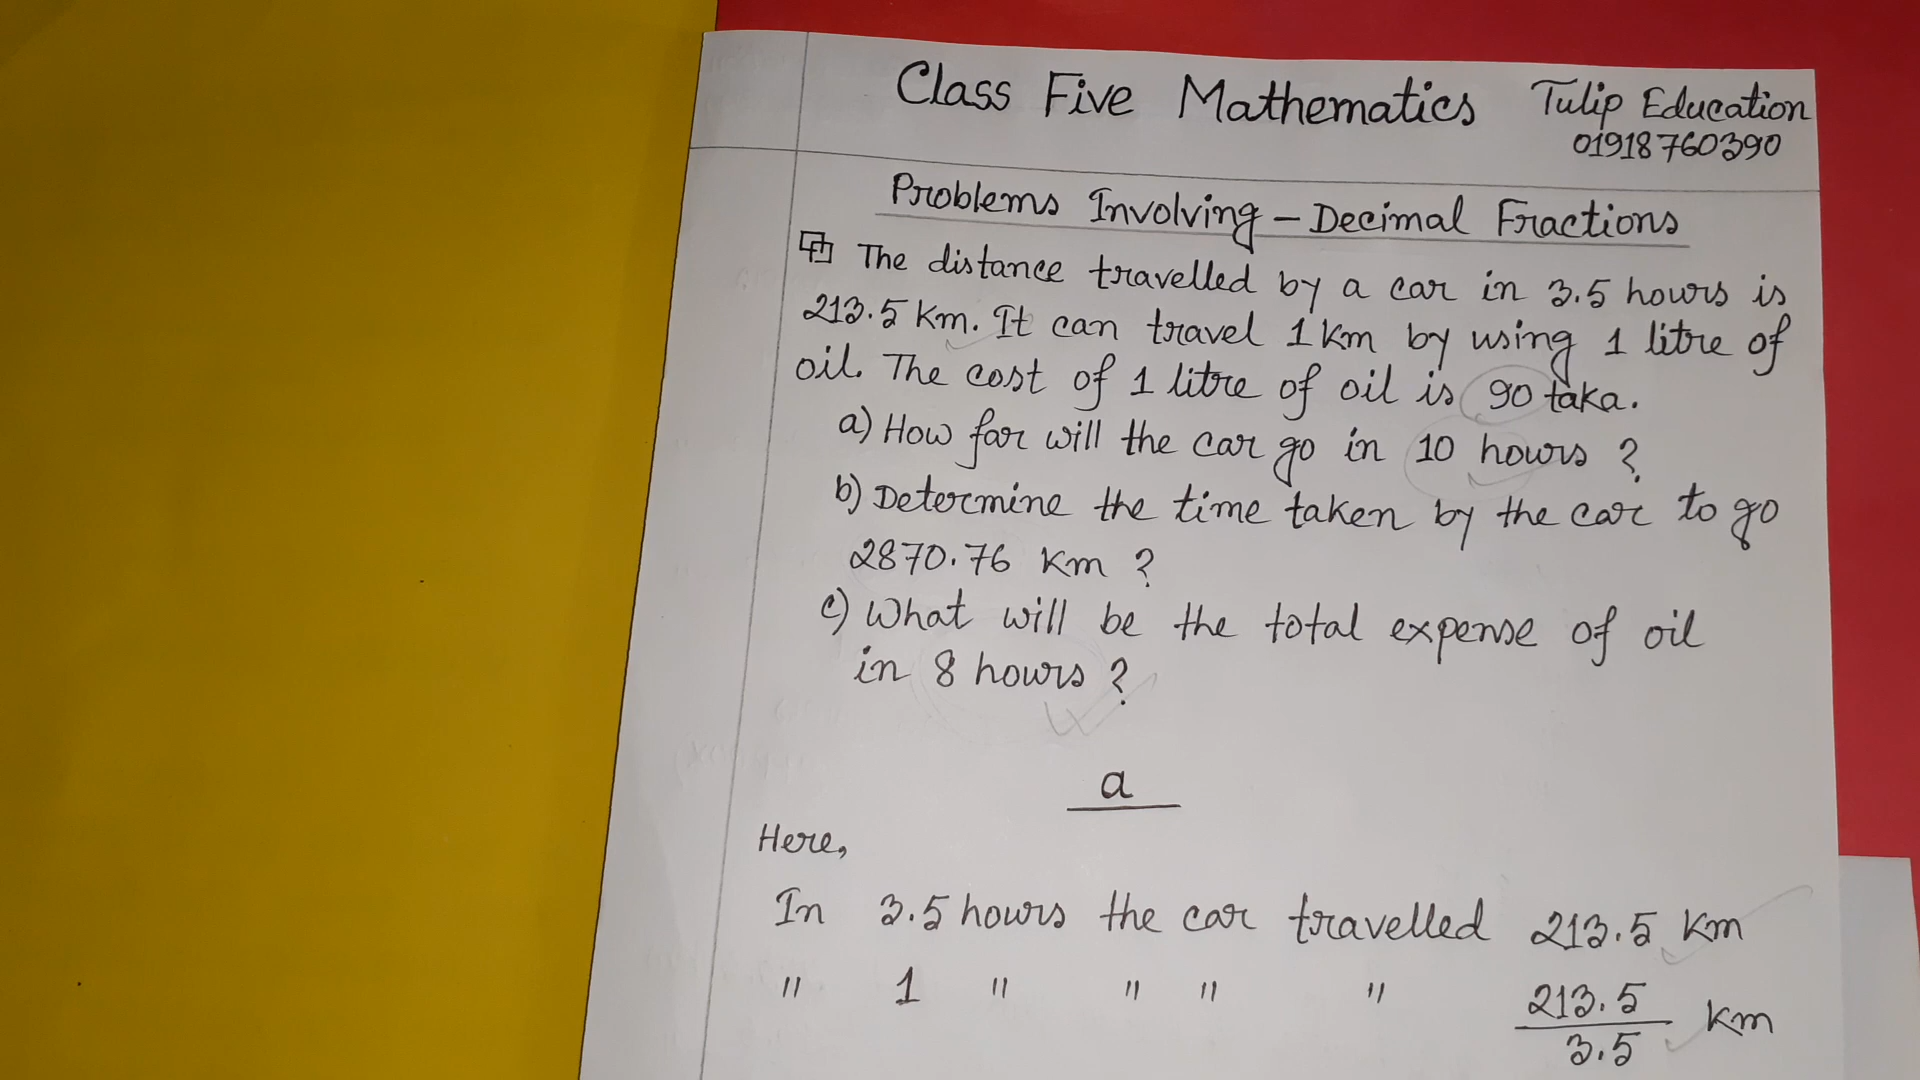 Class Five Mathematics Tulip Education
01918760390
Problems Involving - Decimal Fractions
The distance travelled by a car in 3.5 hours is
213.5 km. It can travel 1 km by using 1 litre of
oil. The cost of 1 litre of oil is 90 taka.
a) How far will the car go in 10 hours ?
b) Determine the time taken by the car to go
2870.76 km ?
c) What will be the total expense of oil
in 8 hours ?
a
Here,
In 3.5 hours the car travelled 213.5 km
" 1 " " " " 213.5/3.5 km